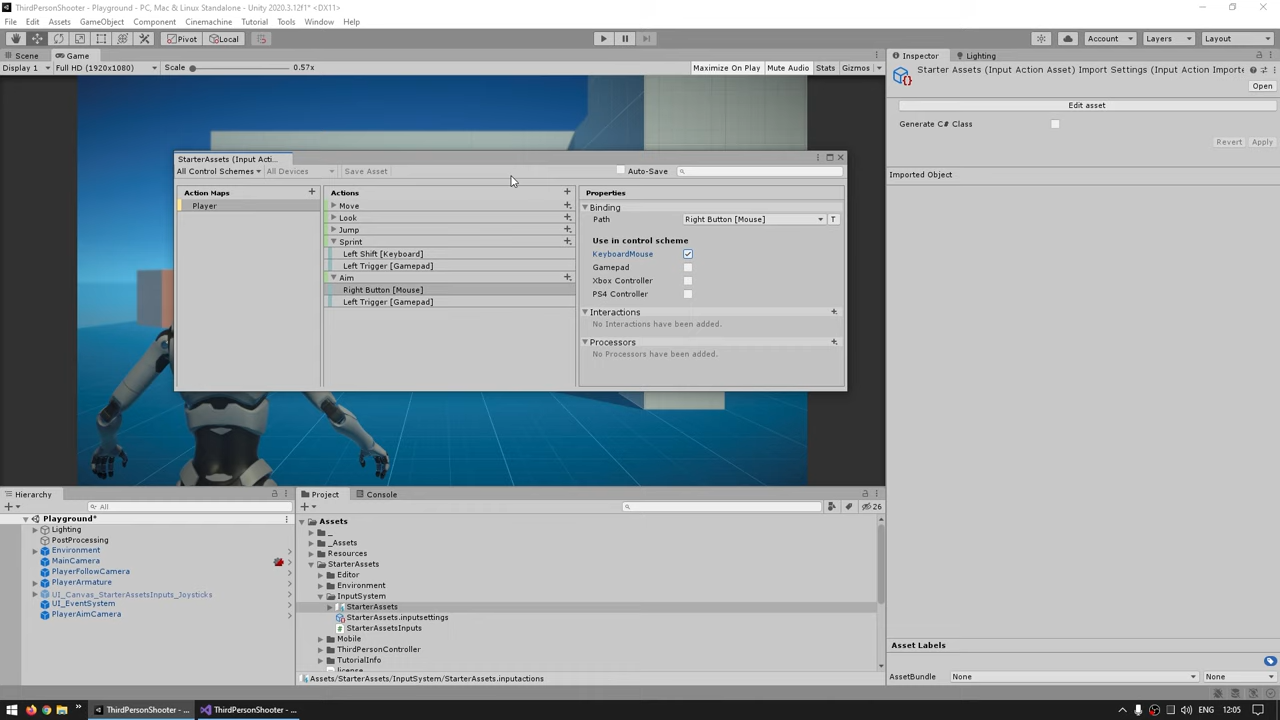 ThirdPersonShooter - Playground - PC, Mac & Linux Standalone - Unity 2020.3.12f1* <DX11>
File Edit Assets GameObject Component Cinemachine Tutorial Tools Window Help
Pivot Local Account Layers Layout
Scene Game Inspector Lighting
Display 1 Full HD (1920x1080) Scale 0.57x Maximize On Play Mute Audio Stats Gizmos
Starter Assets (Input Action Asset) Import Settings (Input Action Importe
Open
Edit asset
Generate C# Class
Revert Apply
Imported Object
StarterAssets (Input Acti...
All Control Schemes All Devices Save Asset Auto-Save
Action Maps Actions Properties
Player
Move
Look
Jump
Sprint
Left Shift [Keyboard]
Left Trigger [Gamepad]
Aim
Right Button [Mouse]
Left Trigger [Gamepad]
Binding
Path Right Button [Mouse] T
Use in control scheme
KeyboardMouse
Gamepad
Xbox Controller
PS4 Controller
Interactions
No Interactions have been added.
Processors
No Processors have been added.
Hierarchy
All
Playground*
Lighting
PostProcessing
Environment
MainCamera
PlayerFollowCamera
PlayerArmature
UI_Canvas_StarterAssetsInputs_Joysticks
UI_EventSystem
PlayerAimCamera
Project Console
26
Assets
_
_Assets
Resources
StarterAssets
Editor
Environment
InputSystem
StarterAssets
StarterAssets.inputsettings
StarterAssetsInputs
Mobile
ThirdPersonController
TutorialInfo
license
Assets/StarterAssets/InputSystem/StarterAssets.inputactions
Asset Labels
AssetBundle None None
ThirdPersonShooter - ... ThirdPersonShooter - ... ENG 12:05